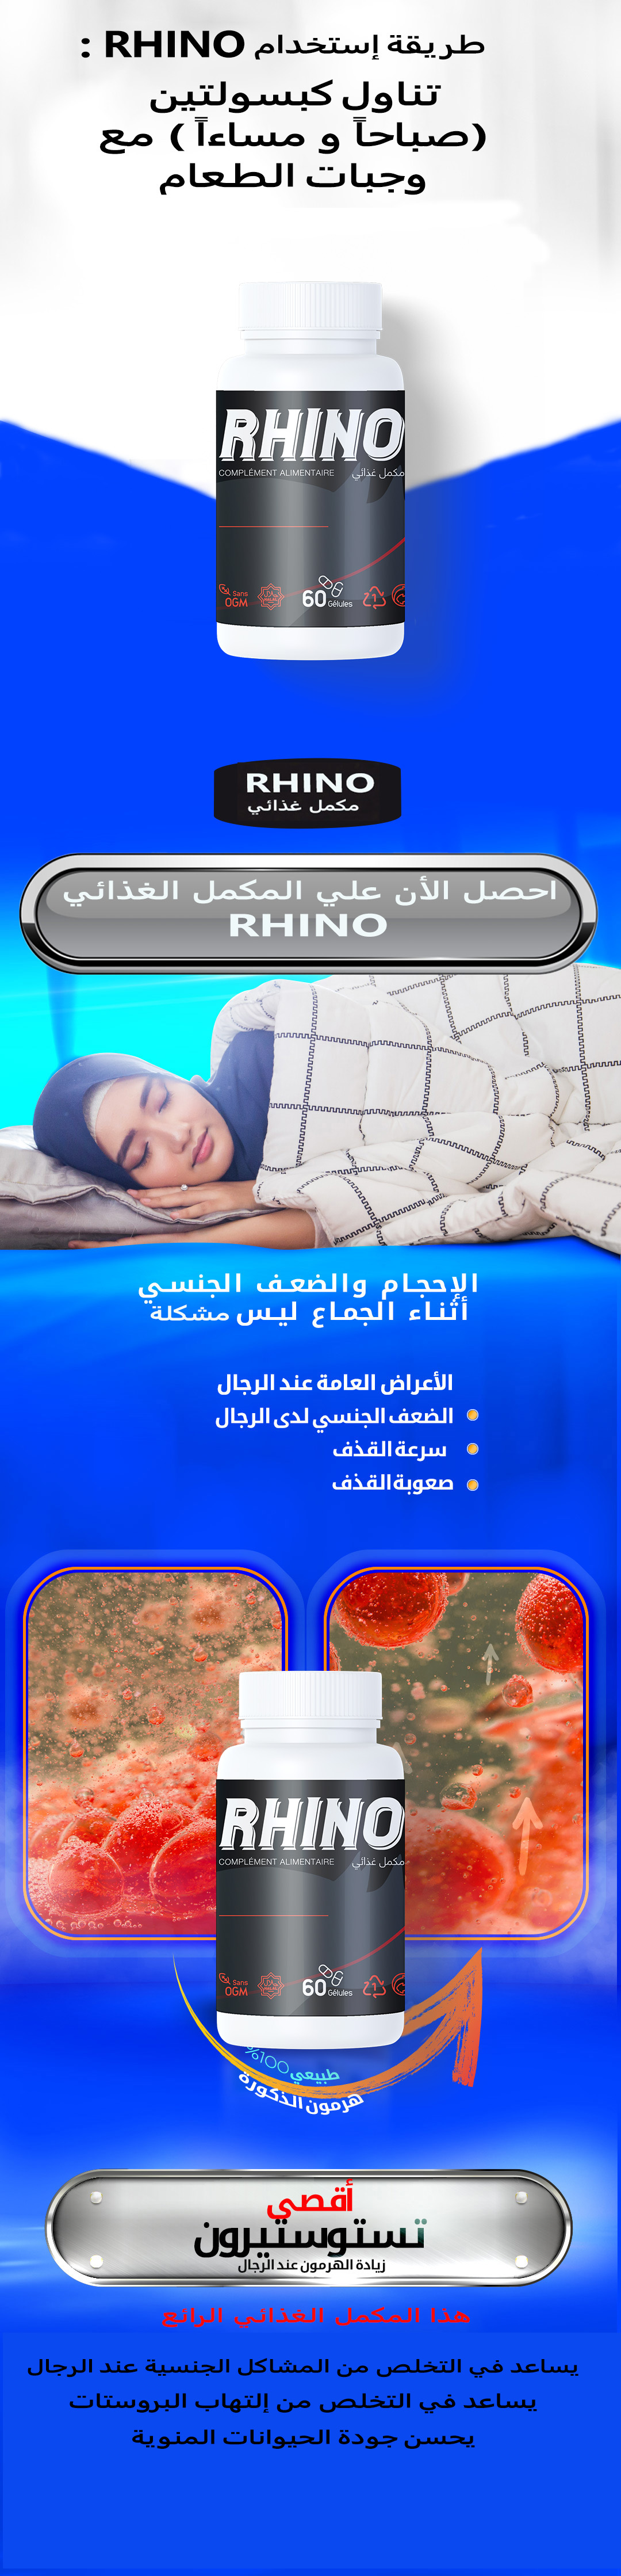 طريقة إستخدام RHINO :
تناول كبسولتين
(صباحاً و مساءاً ) مع
وجبات الطعام
RHINO
COMPLÉMENT ALIMENTAIRE مكمل غذائي
Sans OGM
60 Gélules
1
RHINO
مكمل غذائي
احصل الأن علي المكمل الغذائي
RHINO
الإحجام والضعف الجنسي
أثناء الجماع ليس مشكلة
الأعراض العامة عند الرجال
الضعف الجنسي لدى الرجال
سرعة القذف
صعوبة القذف
RHINO
COMPLÉMENT ALIMENTAIRE مكمل غذائي
Sans OGM
60 Gélules
1
طبيعي 100%
هرمون الذكورة
أقصي
تستوستيرون
زيادة الهرمون عند الرجال
هذا المكمل الغذائي الرائع
يساعد في التخلص من المشاكل الجنسية عند الرجال
يساعد في التخلص من إلتهاب البروستات
يحسن جودة الحيوانات المنوية